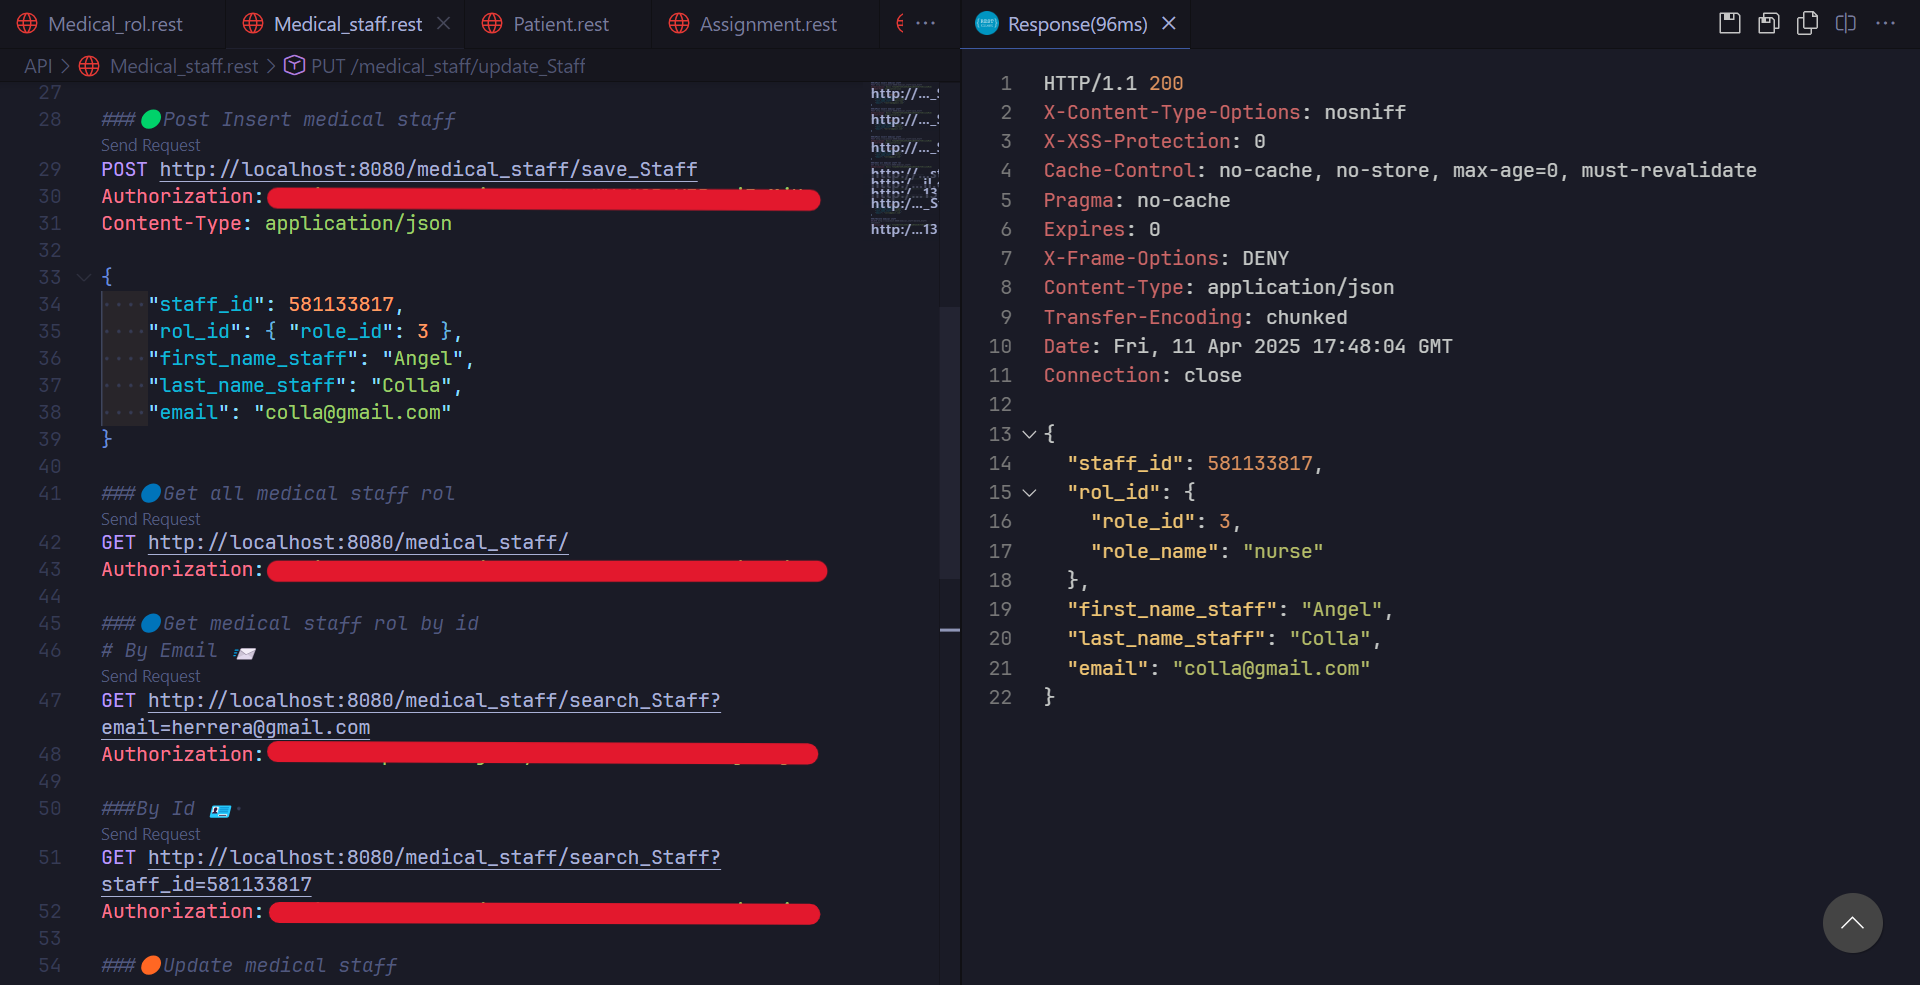 Medical_rol.rest
Medical_staff.rest
Patient.rest
Assignment.rest
API > Medical_staff.rest > PUT /medical_staff/update_Staff
27
28 ### Post Insert medical staff
Send Request
29 POST http://localhost:8080/medical_staff/save_Staff
30 Authorization:
31 Content-Type: application/json
32
33 {
34 "staff_id": 581133817,
35 "rol_id": { "role_id": 3 },
36 "first_name_staff": "Angel",
37 "last_name_staff": "Colla",
38 "email": "colla@gmail.com"
39 }
40
41 ### Get all medical staff rol
Send Request
42 GET http://localhost:8080/medical_staff/
43 Authorization:
44
45 ### Get medical staff rol by id
46 # By Email
Send Request
47 GET http://localhost:8080/medical_staff/search_Staff?
email=herrera@gmail.com
48 Authorization:
49
50 ###By Id
Send Request
51 GET http://localhost:8080/medical_staff/search_Staff?
staff_id=581133817
52 Authorization:
53
54 ### Update medical staff
Response(96ms)
1 HTTP/1.1 200
2 X-Content-Type-Options: nosniff
3 X-XSS-Protection: 0
4 Cache-Control: no-cache, no-store, max-age=0, must-revalidate
5 Pragma: no-cache
6 Expires: 0
7 X-Frame-Options: DENY
8 Content-Type: application/json
9 Transfer-Encoding: chunked
10 Date: Fri, 11 Apr 2025 17:48:04 GMT
11 Connection: close
12
13 {
14 "staff_id": 581133817,
15 "rol_id": {
16 "role_id": 3,
17 "role_name": "nurse"
18 },
19 "first_name_staff": "Angel",
20 "last_name_staff": "Colla",
21 "email": "colla@gmail.com"
22 }